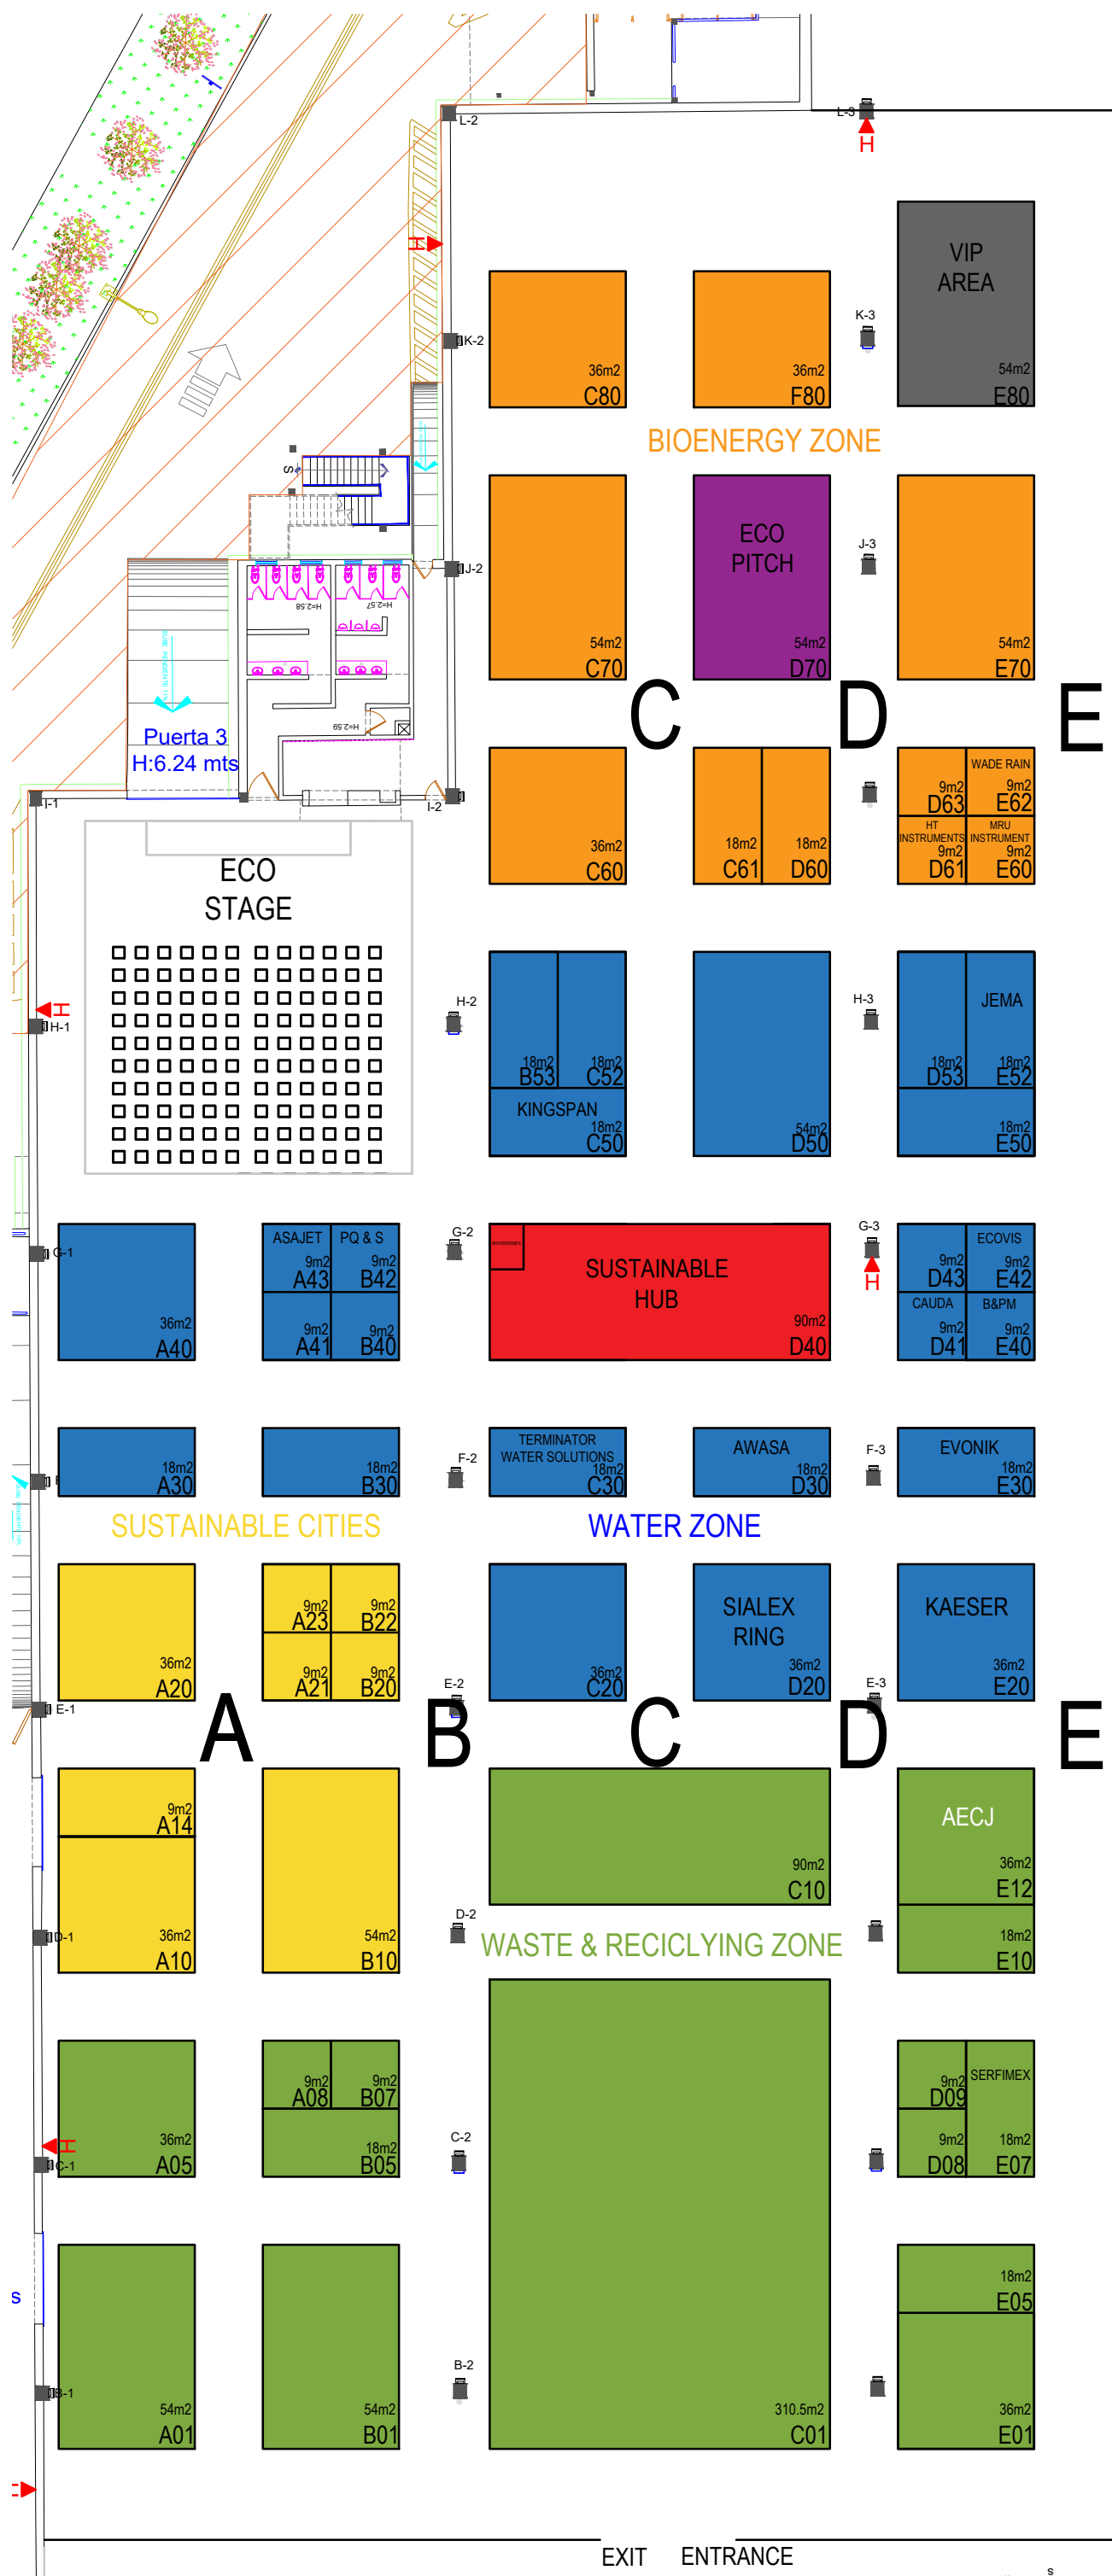 L-2
L-3
H
H
VIP
AREA
K-3
K-2
36m2
C80
36m2
F80
54m2
E80
BIOENERGY ZONE
S
ECO
PITCH
J-3
J-2
H=2.58
H=2.57
54m2
C70
54m2
D70
54m2
E70
C
D
E
H=2.59
Puerta 3
H:6.24 mts
I-1
I-2
36m2
C60
18m2
C61
18m2
D60
9m2
D63
WADE RAIN
9m2
E62
HT
INSTRUMENTS
9m2
D61
MRU
INSTRUMENT
9m2
E60
ECO
STAGE
H
H-1
H-2
H-3
18m2
B53
18m2
C52
KINGSPAN
18m2
C50
54m2
D50
18m2
D53
JEMA
18m2
E52
18m2
E50
G-1
G-2
G-3
H
36m2
A40
ASAJET
9m2
A43
PQ & S
9m2
B42
9m2
A41
9m2
B40
SUSTAINABLE
HUB
90m2
D40
9m2
D43
ECOVIS
9m2
E42
CAUDA
9m2
D41
B&PM
9m2
E40
F
18m2
A30
18m2
B30
F-2
TERMINATOR
WATER SOLUTIONS
18m2
C30
AWASA
18m2
D30
F-3
EVONIK
18m2
E30
SUSTAINABLE CITIES
WATER ZONE
36m2
A20
9m2
A23
9m2
B22
9m2
A21
9m2
B20
36m2
C20
SIALEX
RING
36m2
D20
KAESER
36m2
E20
E-1
E-2
E-3
A
B
C
D
E
9m2
A14
36m2
A10
54m2
B10
90m2
C10
AECJ
36m2
E12
18m2
E10
D-1
D-2
WASTE & RECICLYING ZONE
36m2
A05
9m2
A08
9m2
B07
18m2
B05
9m2
D09
SERFIMEX
9m2
D08
18m2
E07
H
C-1
C-2
s
54m2
A01
54m2
B01
310.5m2
C01
18m2
E05
36m2
E01
B-1
B-2
EXIT
ENTRANCE
s